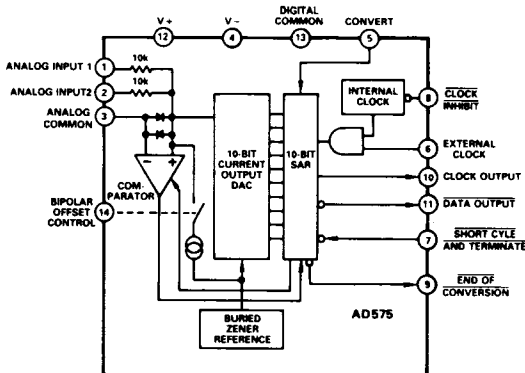 V+
12
V-
4
DIGITAL
COMMON
13
CONVERT
5
ANALOG INPUT 1
1
10k
ANALOG INPUT2
2
10k
ANALOG
COMMON
3
INTERNAL
CLOCK
8
CLOCK
INHIBIT
10-BIT
CURRENT
OUTPUT
DAC
10-BIT
SAR
6
EXTERNAL
CLOCK
- +
COM-
PARATOR
10
CLOCK OUTPUT
11
DATA OUTPUT
BIPOLAR
OFFSET
CONTROL
14
7
SHORT CYLE
AND TERMINATE
9
END OF
CONVERSION
BURIED
ZENER
REFERENCE
AD575